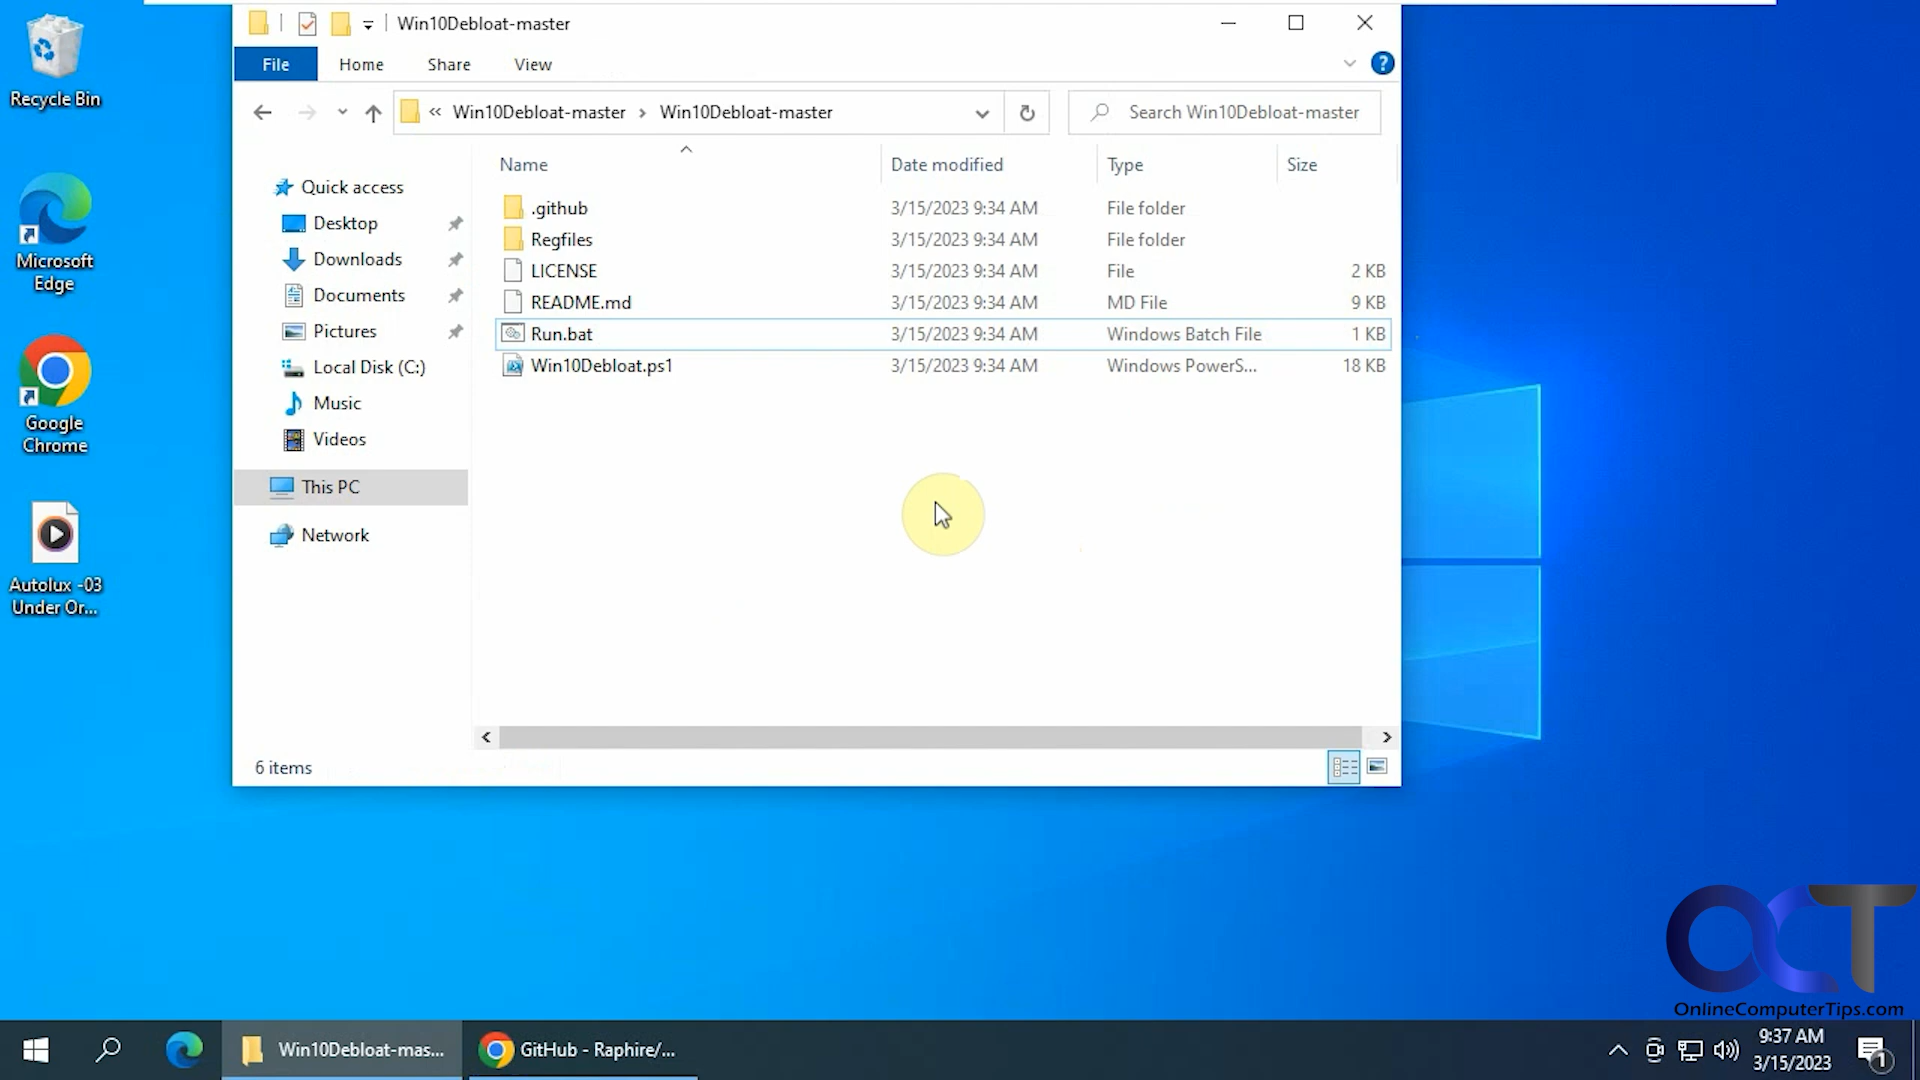 Win10Debloat-master
File Home Share View
« Win10Debloat-master > Win10Debloat-master
Search Win10Debloat-master
Name Date modified Type Size
.github 3/15/2023 9:34 AM File folder
Regfiles 3/15/2023 9:34 AM File folder
LICENSE 3/15/2023 9:34 AM File 2 KB
README.md 3/15/2023 9:34 AM MD File 9 KB
Run.bat 3/15/2023 9:34 AM Windows Batch File 1 KB
Win10Debloat.ps1 3/15/2023 9:34 AM Windows PowerS... 18 KB
Quick access
Desktop
Downloads
Documents
Pictures
Local Disk (C:)
Music
Videos
This PC
Network
6 items
Recycle Bin
Microsoft
Edge
Google
Chrome
Autolux -03
Under Or...
OCT
OnlineComputerTips.com
Win10Debloat-mas...
GitHub - Raphire/...
9:37 AM
3/15/2023
1